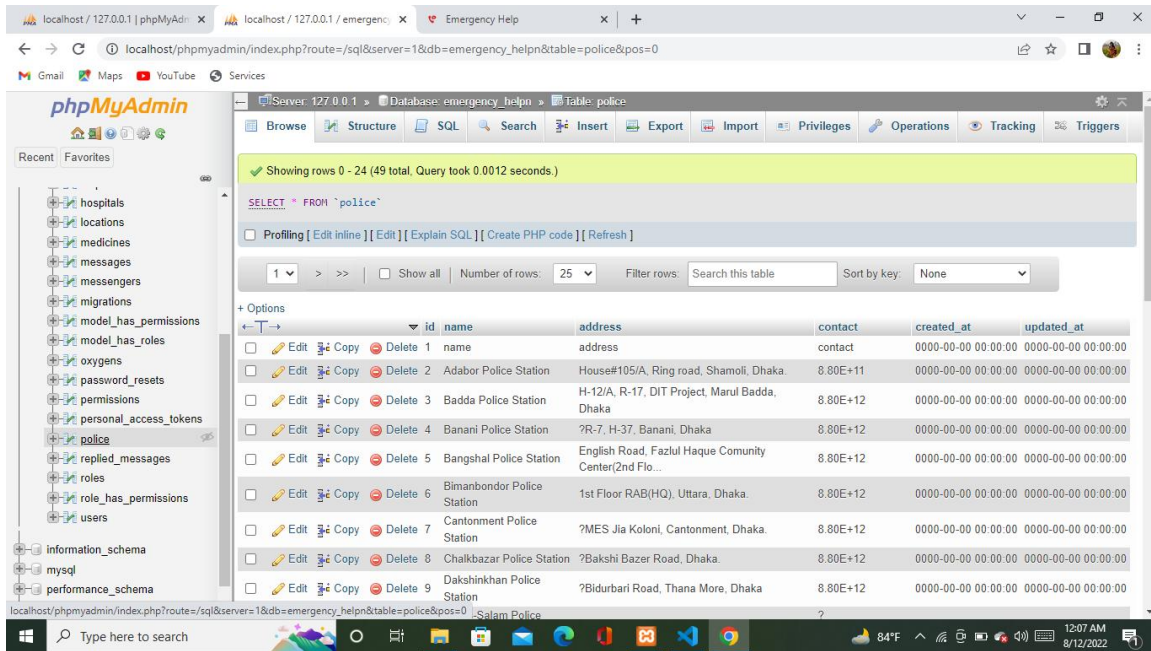 localhost / 127.0.0.1 | phpMyAdn
localhost / 127.0.0.1 / emergency
Emergency Help
localhost/phpmyadmin/index.php?route=/sql&server=1&db=emergency_helpn&table=police&pos=0
Gmail Maps YouTube Services
phpMyAdmin
Recent Favorites
hospitals
locations
medicines
messages
messengers
migrations
model_has_permissions
model_has_roles
oxygens
password_resets
permissions
personal_access_tokens
police
replied_messages
roles
role_has_permissions
users
information_schema
mysql
performance_schema
Server: 127.0.0.1 » Database: emergency_helpn » Table: police
Browse Structure SQL Search Insert Export Import Privileges Operations Tracking Triggers
Showing rows 0 - 24 (49 total, Query took 0.0012 seconds.)
SELECT * FROM `police`
Profiling [ Edit inline ] [ Edit ] [ Explain SQL ] [ Create PHP code ] [ Refresh ]
1 > >> | Show all | Number of rows: 25 Filter rows: Search this table Sort by key: None
+ Options
←T→ id name address contact created_at updated_at
Edit Copy Delete 1 name address contact 0000-00-00 00:00:00 0000-00-00 00:00:00
Edit Copy Delete 2 Adabor Police Station House#105/A, Ring road, Shamoli, Dhaka. 8.80E+11 0000-00-00 00:00:00 0000-00-00 00:00:00
Edit Copy Delete 3 Badda Police Station H-12/A, R-17, DIT Project, Marul Badda,
Dhaka 8.80E+12 0000-00-00 00:00:00 0000-00-00 00:00:00
Edit Copy Delete 4 Banani Police Station ?R-7, H-37, Banani, Dhaka 8.80E+12 0000-00-00 00:00:00 0000-00-00 00:00:00
Edit Copy Delete 5 Bangshal Police Station English Road, Fazlul Haque Comunity
Center(2nd Flo... 8.80E+12 0000-00-00 00:00:00 0000-00-00 00:00:00
Edit Copy Delete 6 Bimanbondor Police
Station 1st Floor RAB(HQ), Uttara, Dhaka. 8.80E+12 0000-00-00 00:00:00 0000-00-00 00:00:00
Edit Copy Delete 7 Cantonment Police
Station ?MES Jia Koloni, Cantonment, Dhaka. 8.80E+12 0000-00-00 00:00:00 0000-00-00 00:00:00
Edit Copy Delete 8 Chalkbazar Police Station ?Bakshi Bazer Road, Dhaka. 8.80E+12 0000-00-00 00:00:00 0000-00-00 00:00:00
Edit Copy Delete 9 Dakshinkhan Police
Station ?Bidurbari Road, Thana More, Dhaka 8.80E+12 0000-00-00 00:00:00 0000-00-00 00:00:00
-Salam Police ?
localhost/phpmyadmin/index.php?route=/sql&server=1&db=emergency_helpn&table=police&pos=0
Type here to search
84°F
12:07 AM
8/12/2022